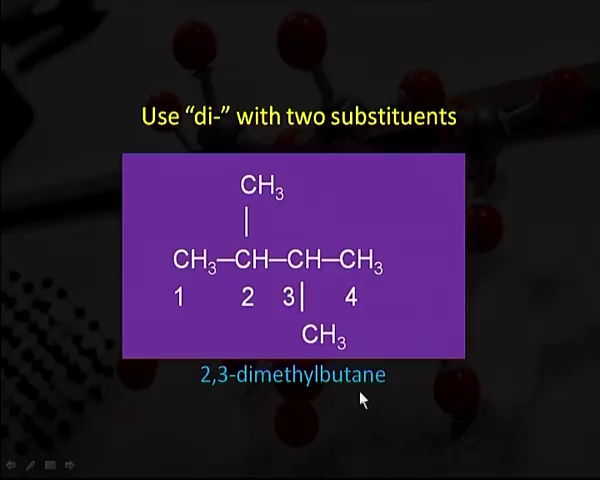 Use “di-” with two substituents
CH₃
|
CH₃—CH—CH—CH₃
1 2 3| 4
CH₃
2,3-dimethylbutane